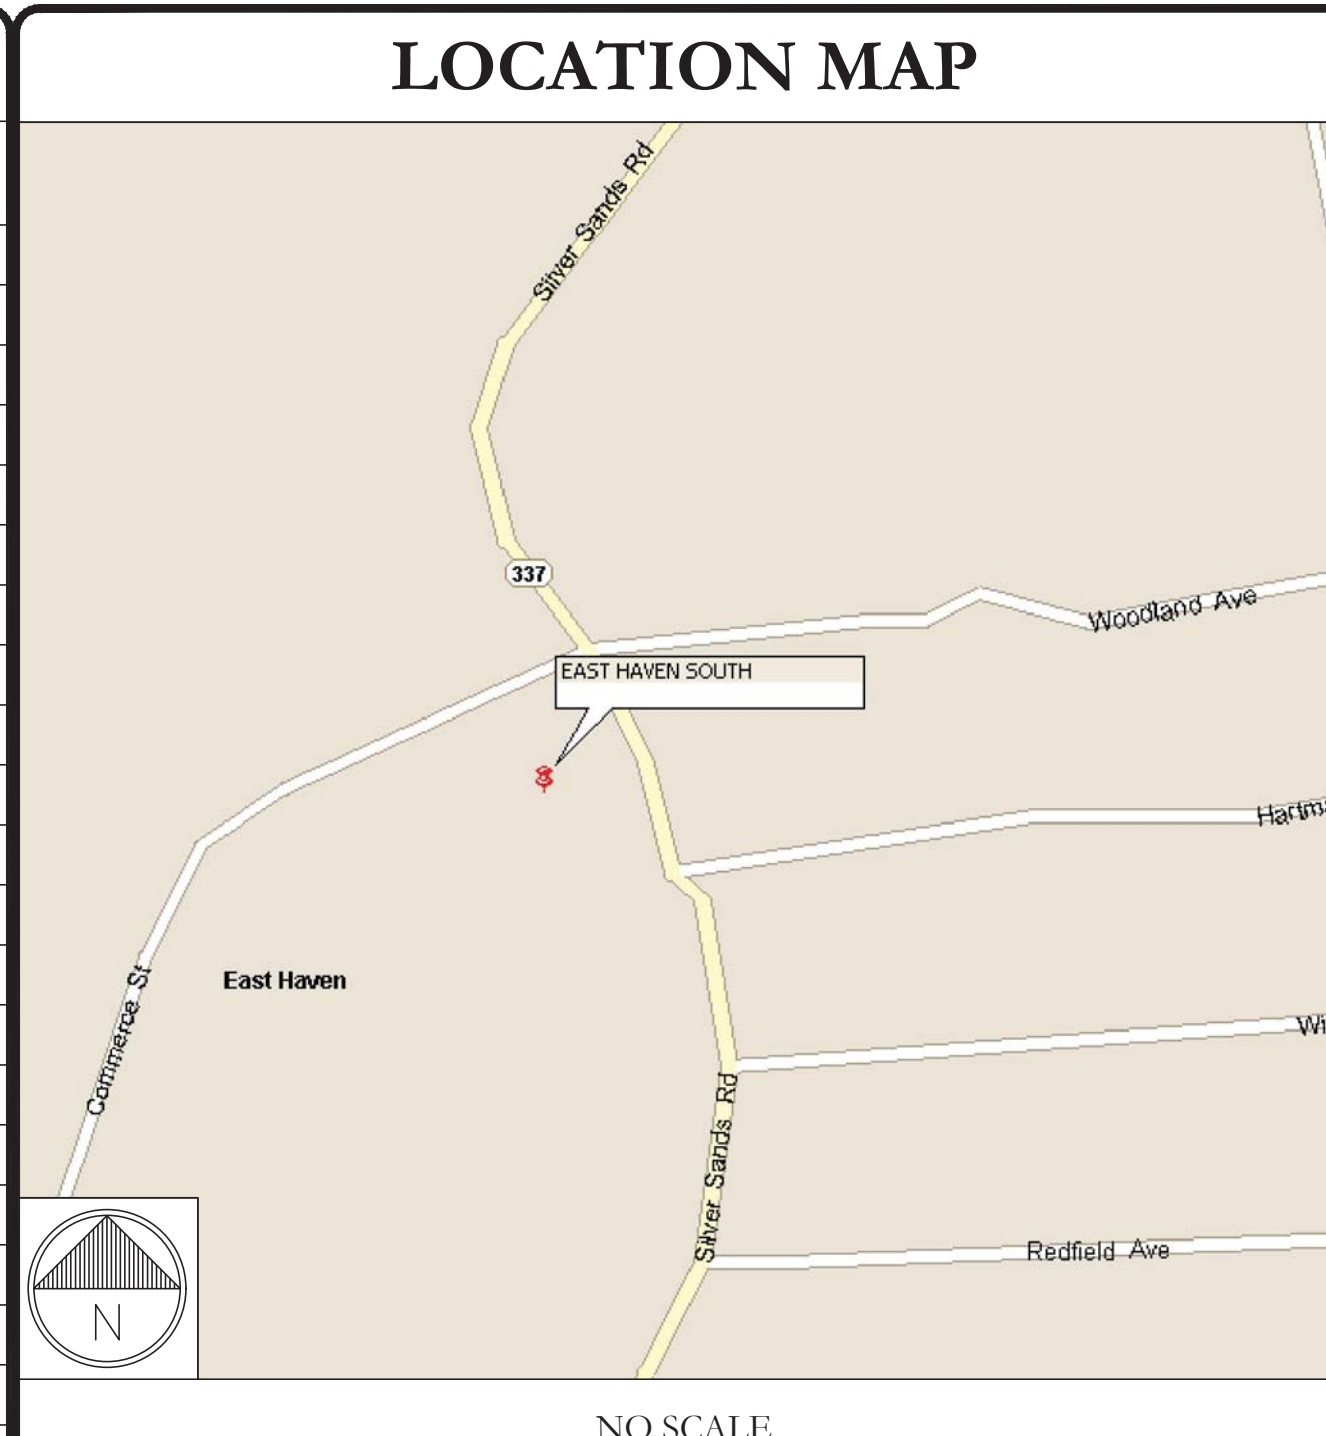 LOCATION MAP
Silver Sands Rd
337
Woodland Ave
EAST HAVEN SOUTH
East Haven
Commerce St
Silver Sands Rd
Redfield Ave
N
NO SCALE